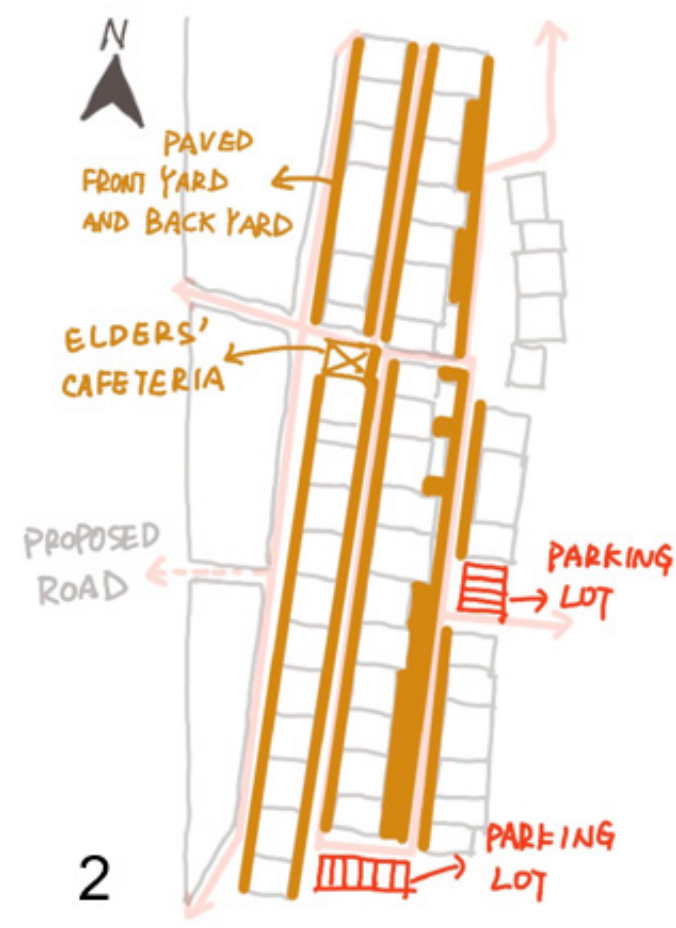 N
PAVED
FRONT YARD
AND BACK YARD
ELDERS'
CAFETERIA
PROPOSED
ROAD
PARKING
LOT
PARKING
LOT
2